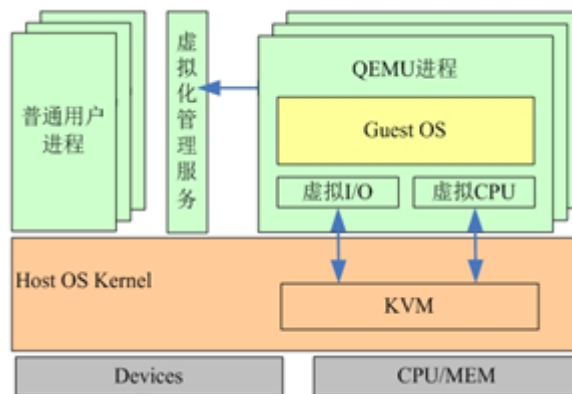 普通用户
进程
虚
拟
化
管
理
服
务
QEMU进程
Guest OS
虚拟I/O
虚拟CPU
Host OS Kernel
KVM
Devices
CPU/MEM